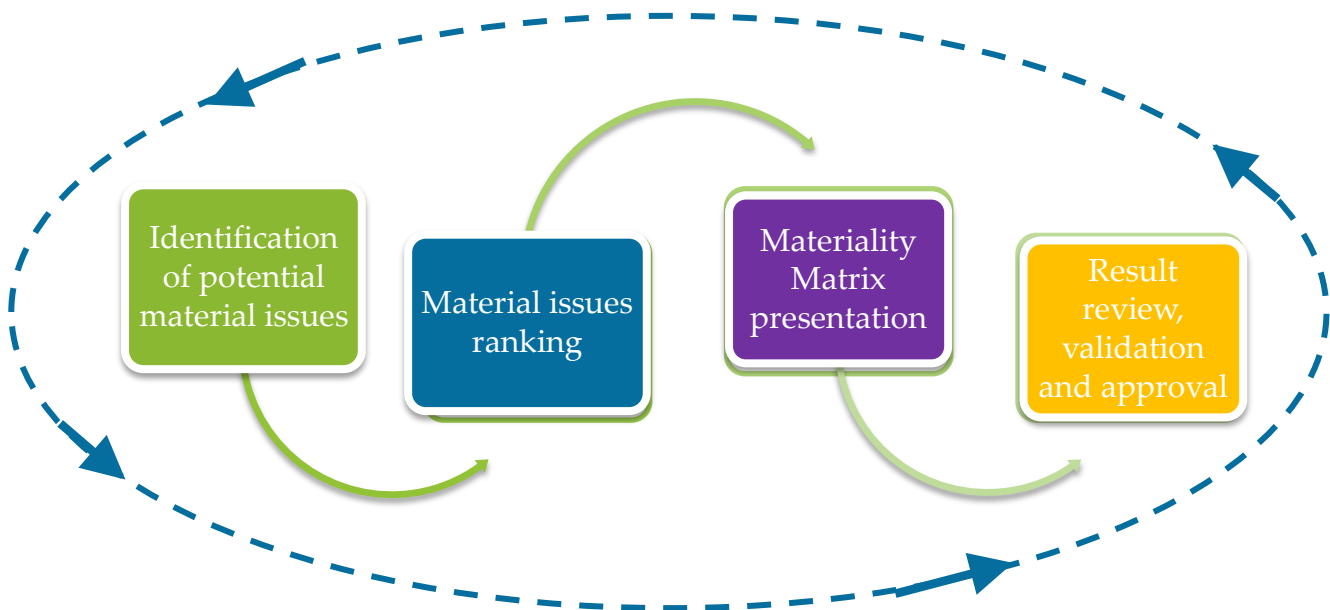 Identification
of potential
material issues
Material issues
ranking
Materiality
Matrix
presentation
Result
review,
validation
and approval